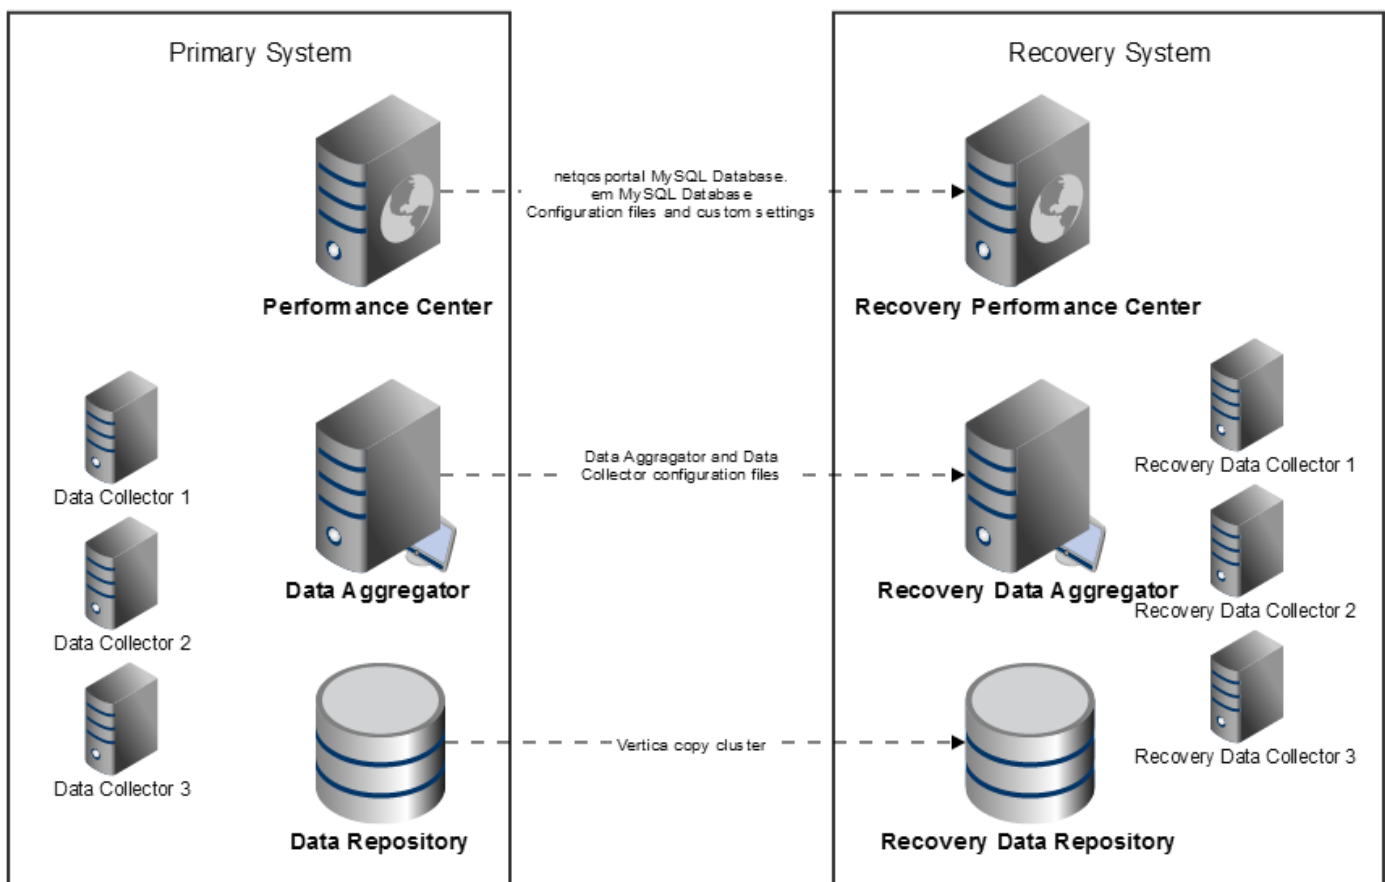 Primary System
Recovery System
netqosportal MySQL Database.
em MySQL Database
Configuration files and custom settings
Performance Center
Recovery Performance Center
Data Collector 1
Data Collector 2
Data Collector 3
Data Aggragator and Data
Collector configuration files
Data Aggregator
Recovery Data Aggregator
Recovery Data Collector 1
Recovery Data Collector 2
Recovery Data Collector 3
Vertica copy cluster
Data Repository
Recovery Data Repository